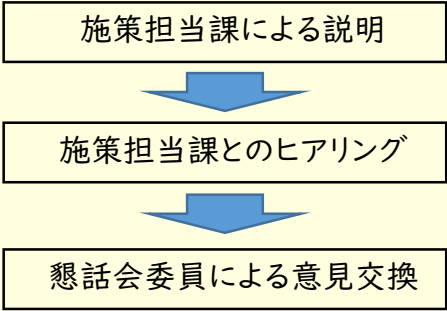 施策担当課による説明
施策担当課とのヒアリング
懇話会委員による意見交換